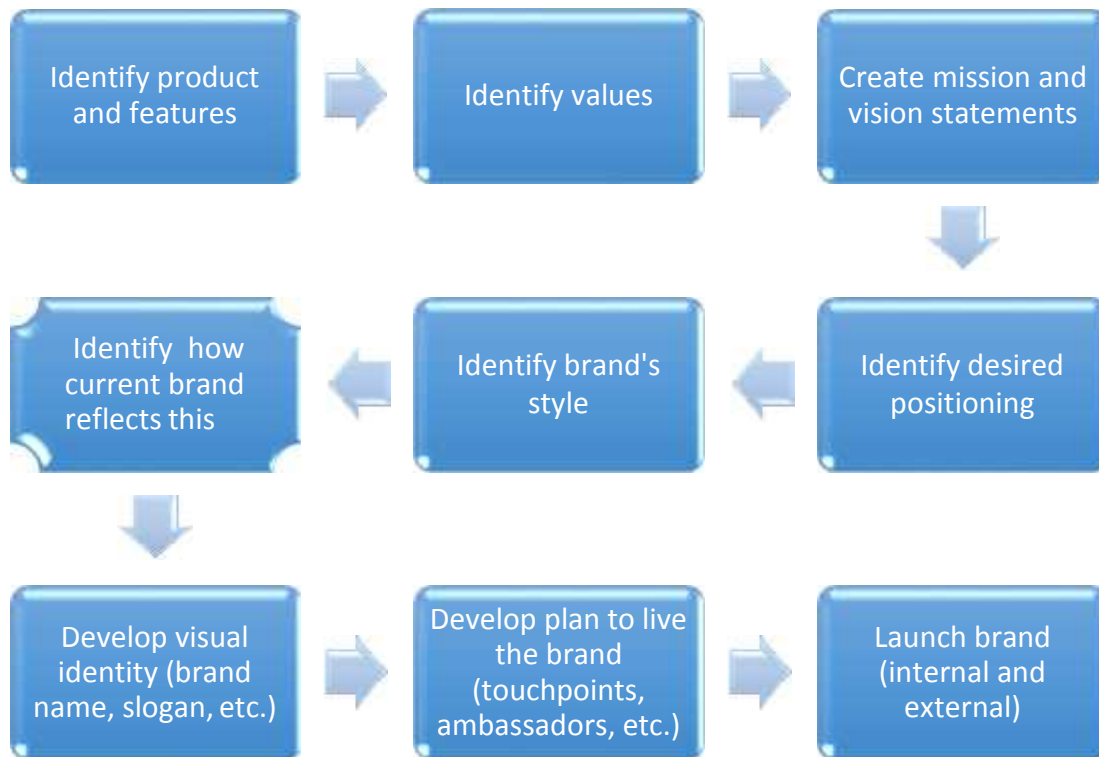 Identify product
and features
Identify values
Create mission and
vision statements
Identify desired
positioning
Identify brand's
style
Identify how
current brand
reflects this
Develop visual
identity (brand
name, slogan, etc.)
Develop plan to live
the brand
(touchpoints,
ambassadors, etc.)
Launch brand
(internal and
external)